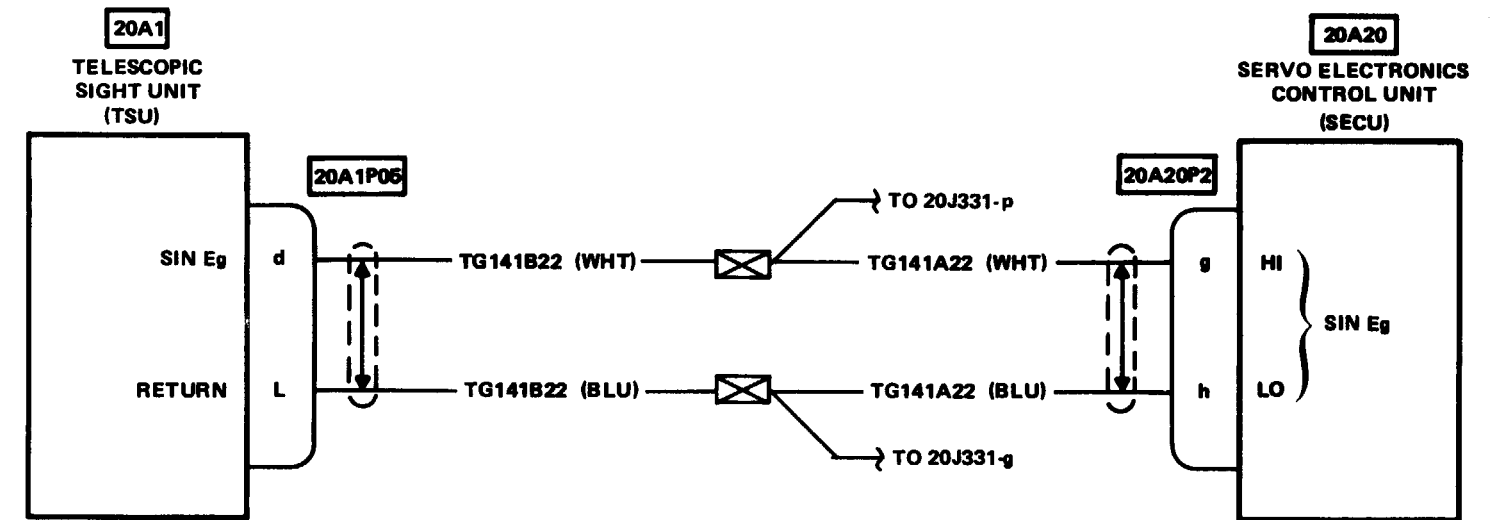 20A1
TELESCOPIC
SIGHT UNIT
(TSU)
20A20
SERVO ELECTRONICS
CONTROL UNIT
(SECU)
20A1P05
20A20P2
TO 20J331-p
SIN Eg
d
TG141B22 (WHT)
TG141A22 (WHT)
g
HI
SIN Eg
RETURN
L
TG141B22 (BLU)
TG141A22 (BLU)
h
LO
TO 20J331-g